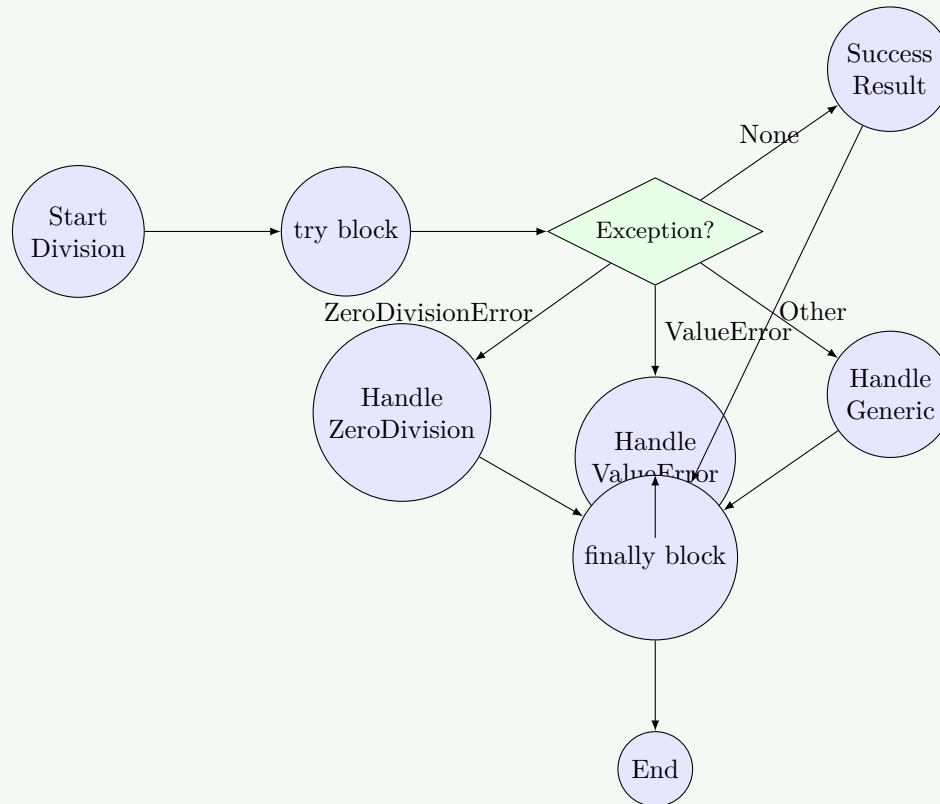 Success
Result
None
Start
Division
try block
Exception?
ZeroDivisionError
Other
ValueError
Handle
ZeroDivision
Handle
Generic
Handle
ValueError
finally block
End